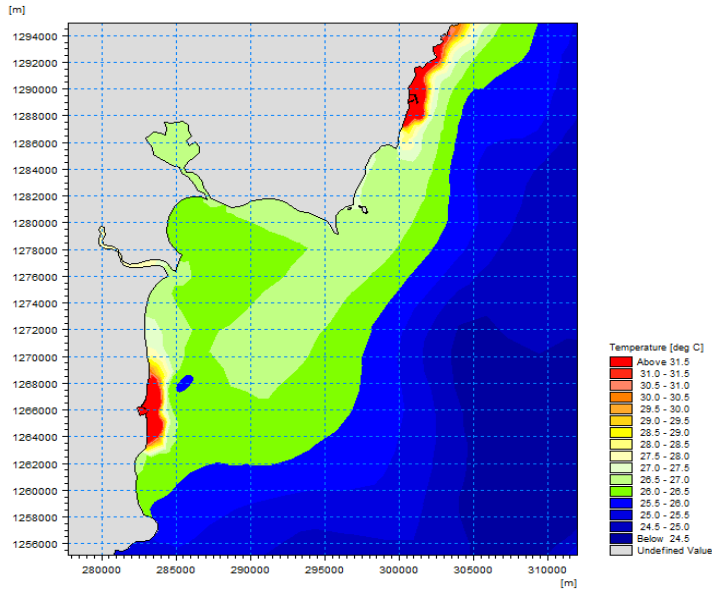 [m]
1294000
1292000
1290000
1288000
1286000
1284000
1282000
1280000
1278000
1276000
1274000
1272000
1270000
1268000
1266000
1264000
1262000
1260000
1258000
1256000
280000 285000 290000 295000 300000 305000 310000
[m]
Temperature [deg C]
Above 31.5
31.0 - 31.5
30.5 - 31.0
30.0 - 30.5
29.5 - 30.0
29.0 - 29.5
28.5 - 29.0
28.0 - 28.5
27.5 - 28.0
27.0 - 27.5
26.5 - 27.0
26.0 - 26.5
25.5 - 26.0
25.0 - 25.5
24.5 - 25.0
Below 24.5
Undefined Value